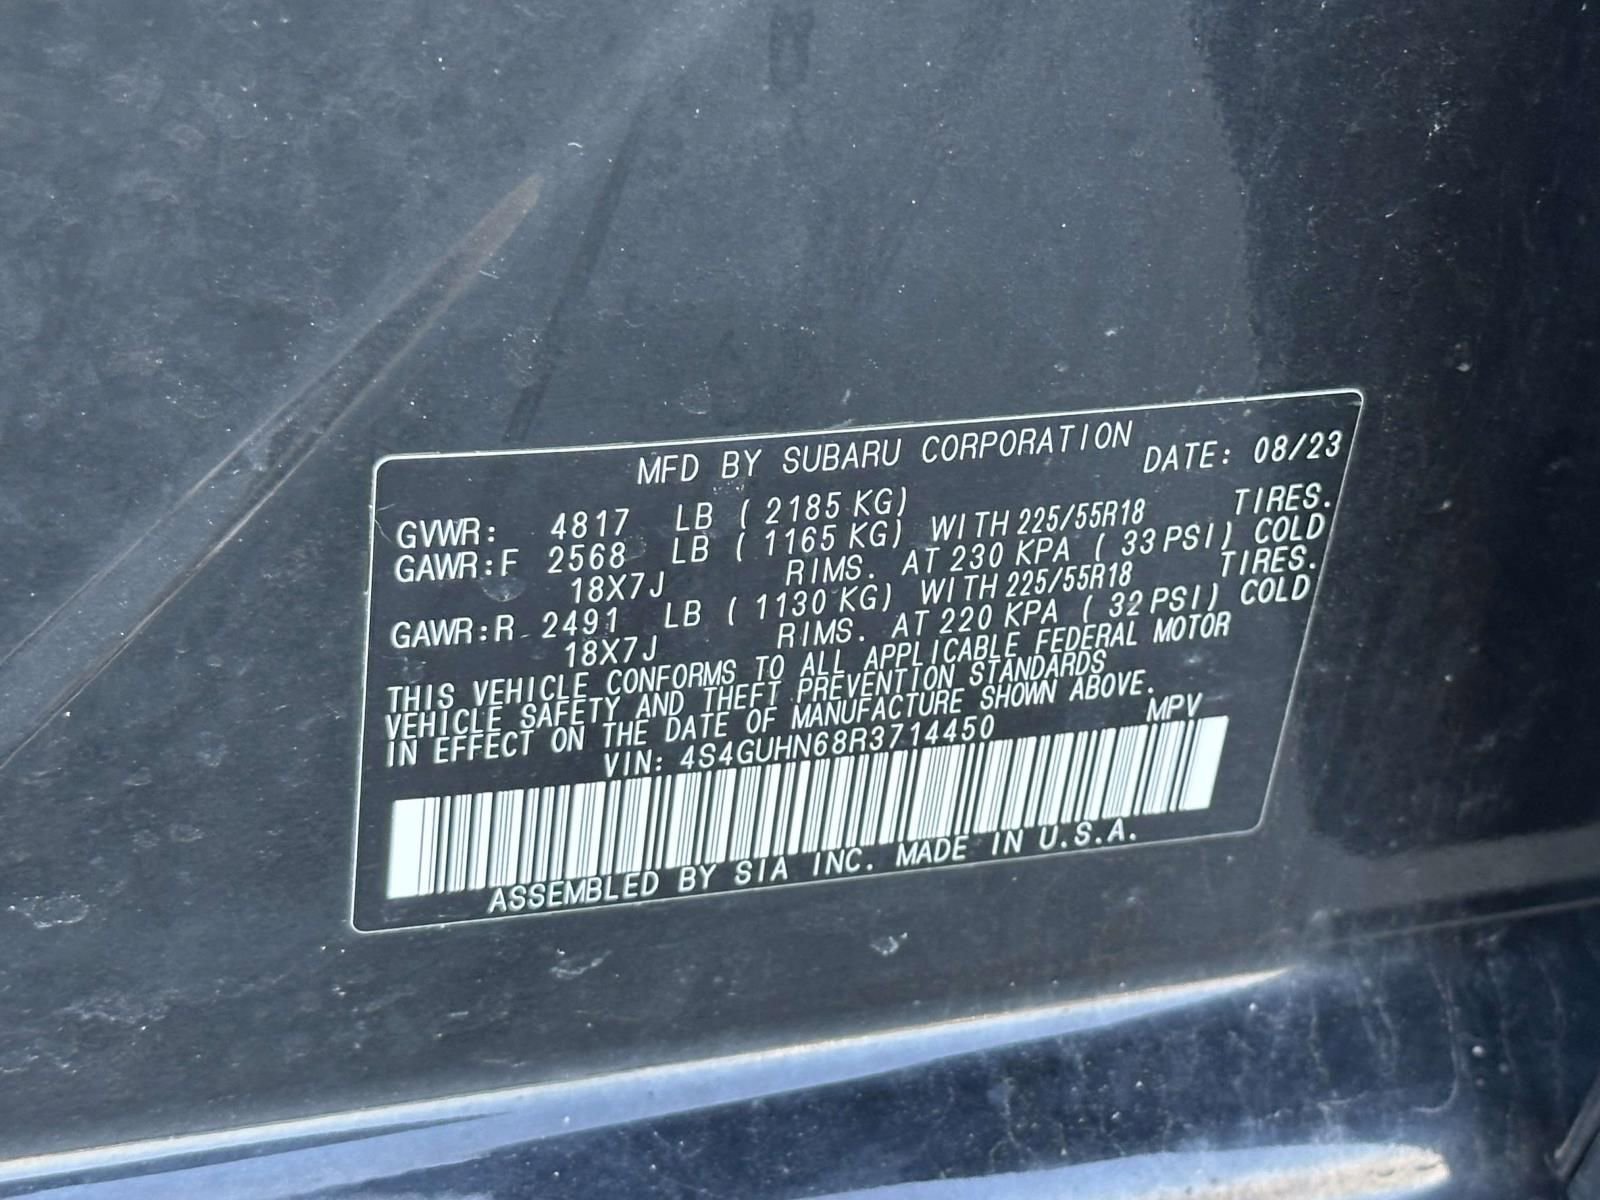 MFD BY SUBARU CORPORATION DATE: 08/23
GVWR: 4817 LB (2185 KG)
GAWR:F 2568 LB (1165 KG) WITH 225/55R18 TIRES.
18X7J RIMS. AT 230 KPA (33 PSI) COLD
GAWR:R 2491 LB (1130 KG) WITH 225/55R18 TIRES.
18X7J RIMS. AT 220 KPA (32 PSI) COLD
THIS VEHICLE CONFORMS TO ALL APPLICABLE FEDERAL MOTOR
VEHICLE SAFETY AND THEFT PREVENTION STANDARDS
IN EFFECT ON THE DATE OF MANUFACTURE SHOWN ABOVE.
VIN: 4S4GUHN68R3714450 MPV
ASSEMBLED BY SIA INC. MADE IN U.S.A.